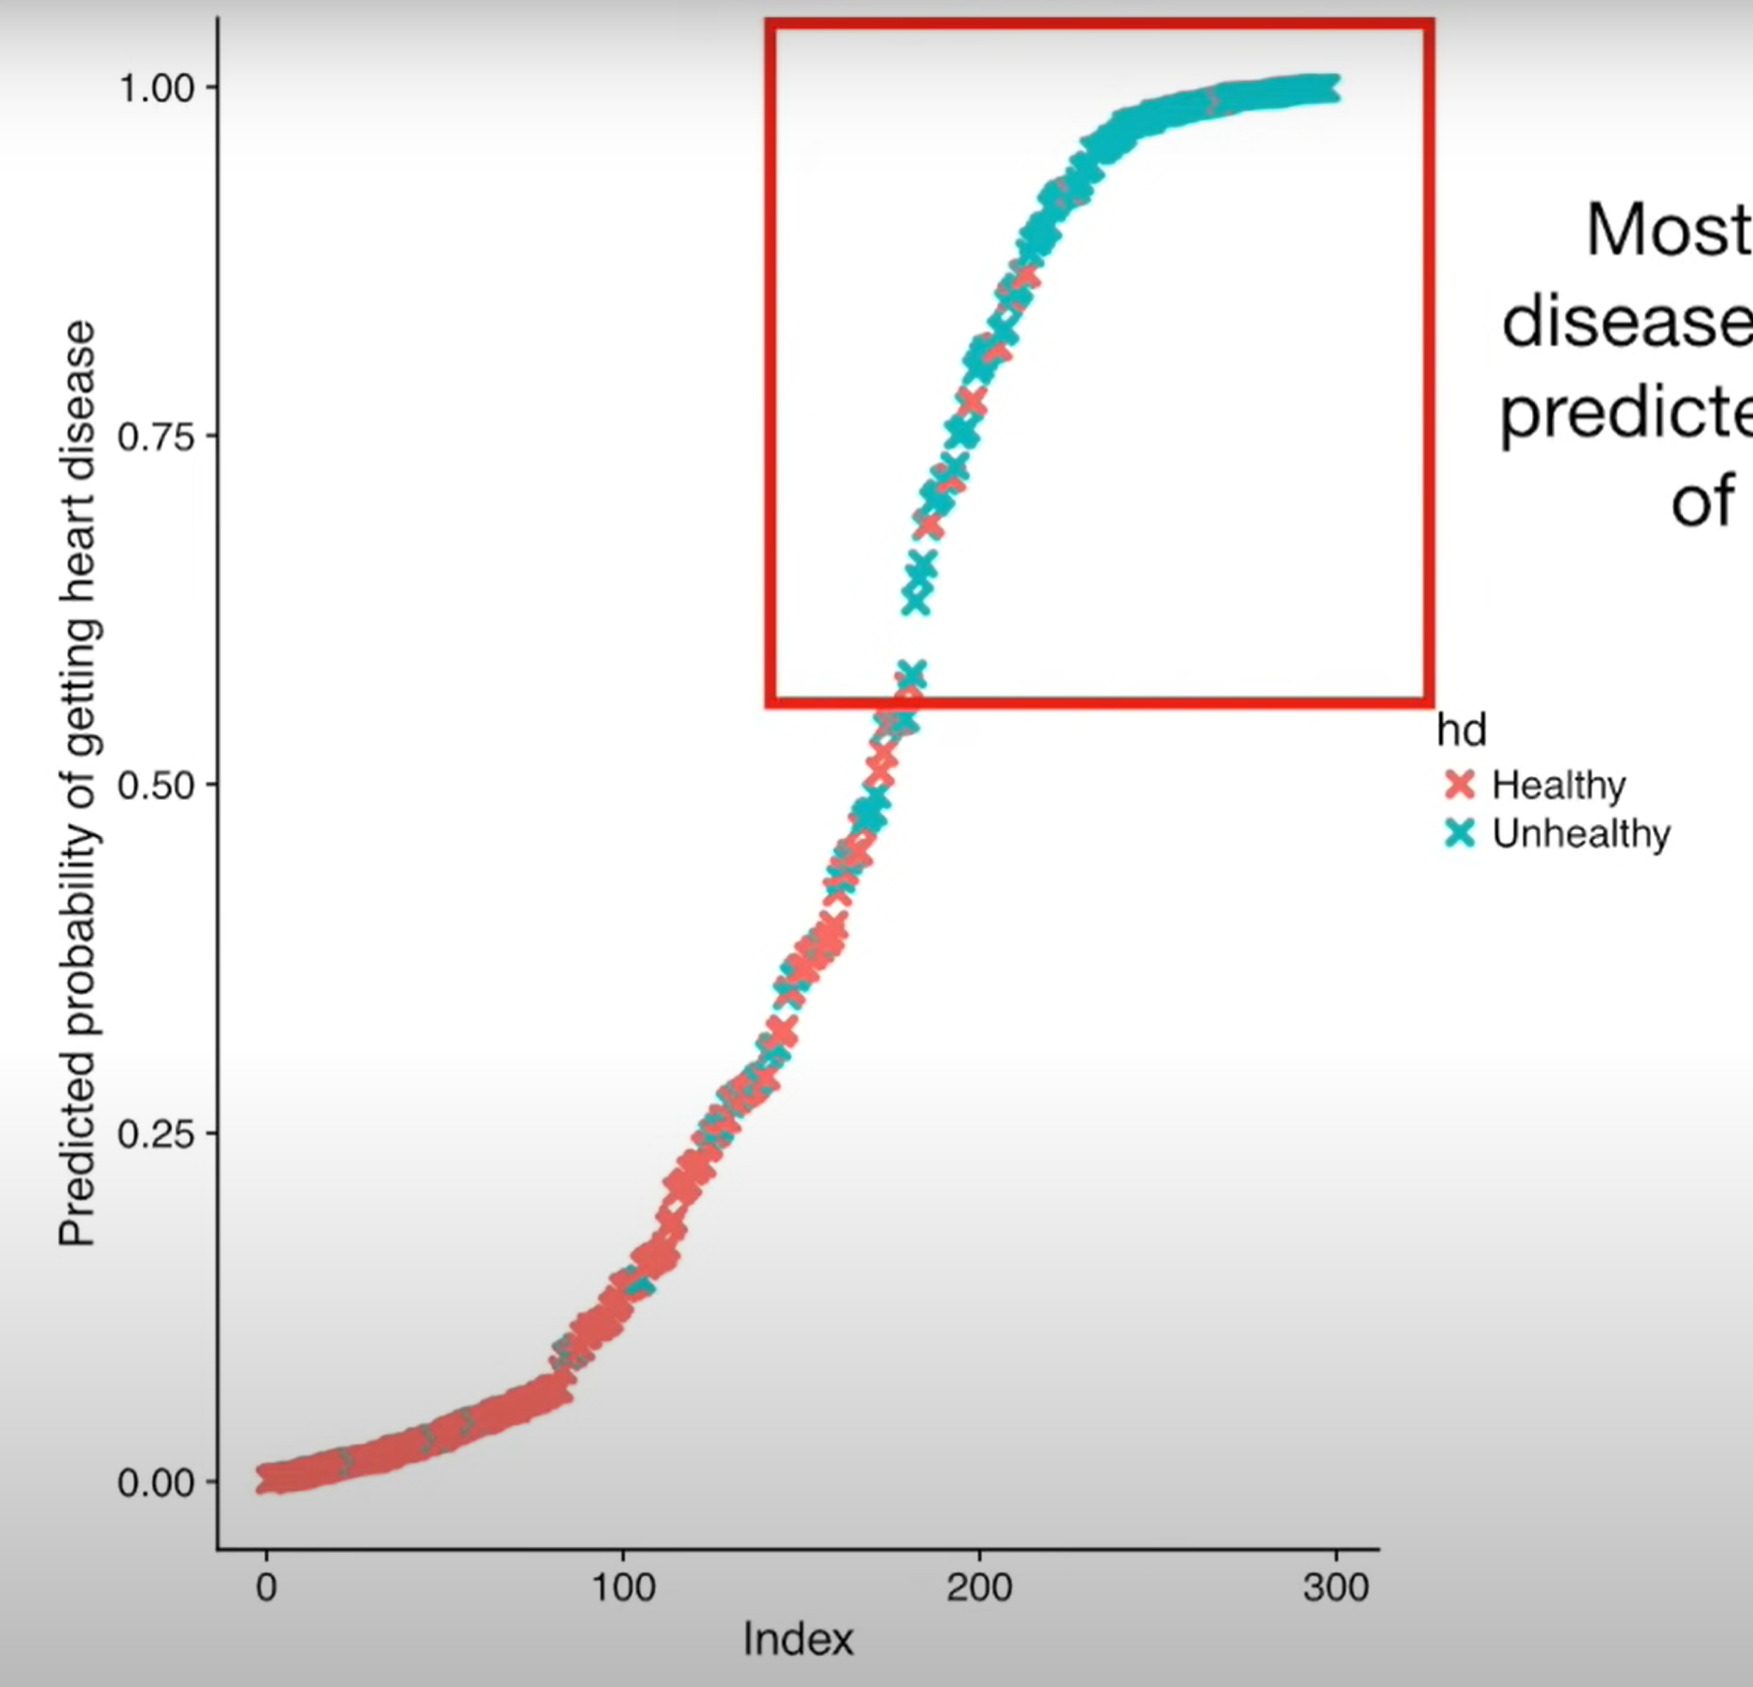 1.00
0.75
0.50
0.25
0.00
Predicted probability of getting heart disease
0
100
200
300
Index
Most
disease
predicte
of
hd
Healthy
Unhealthy